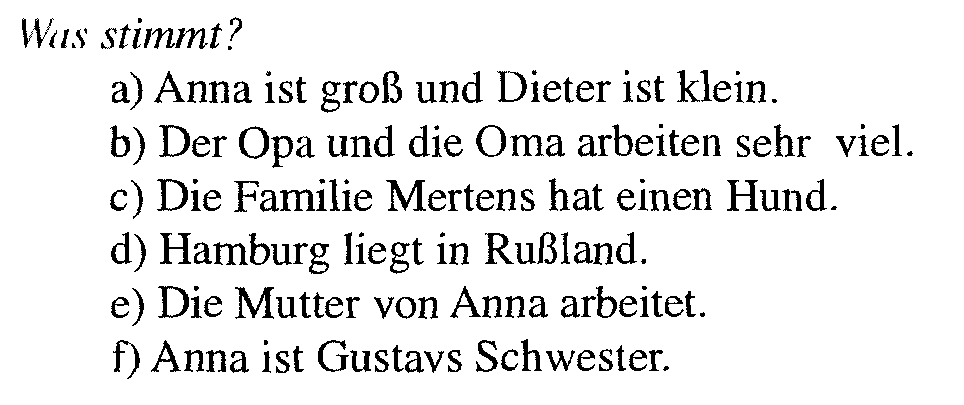 Was stimmt?
a) Anna ist groß und Dieter ist klein.
b) Der Opa und die Oma arbeiten sehr viel.
c) Die Familie Mertens hat einen Hund.
d) Hamburg liegt in Rußland.
e) Die Mutter von Anna arbeitet.
f) Anna ist Gustavs Schwester.